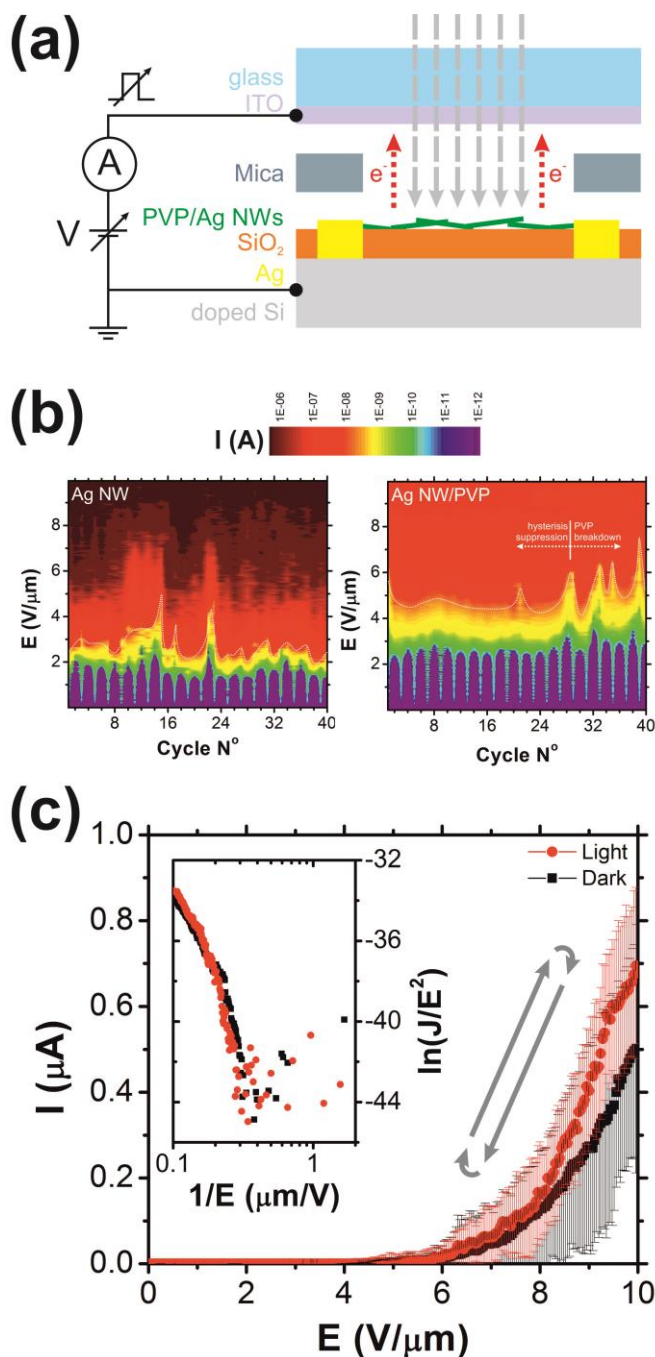 (a)
glass
ITO
A
Mica
e-
e-
V
PVP/Ag NWs
SiO2
Ag
doped Si
(b)
I (A)
1E-06
1E-07
1E-08
1E-09
1E-10
1E-11
1E-12
Ag NW
E (V/μm)
8
6
4
2
8
16
24
32
40
Cycle N°
Ag NW/PVP
hysterisis
suppression
PVP
breakdown
E (V/μm)
8
6
4
2
8
16
24
32
40
Cycle N°
(c)
I (μA)
1.0
0.8
0.6
0.4
0.2
0.0
Light
Dark
-32
-36
-40
-44
ln(J/E²)
0.1
1
1/E (μm/V)
0
2
4
6
8
10
E (V/μm)